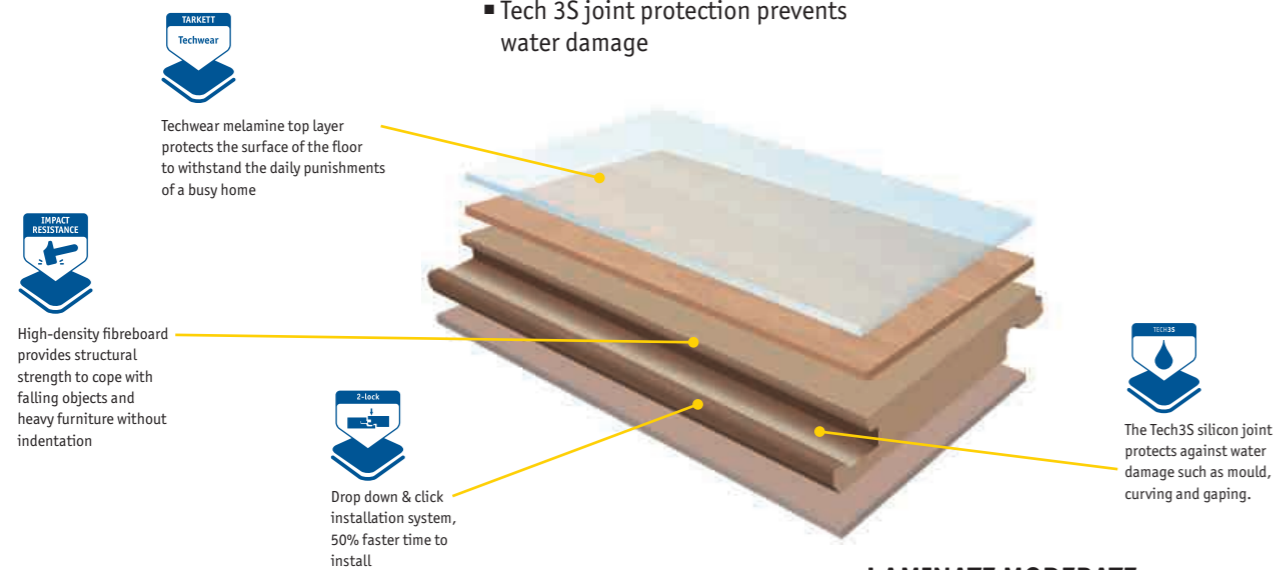 ▪ Tech 3S joint protection prevents
water damage
TARKETT
Techwear
Techwear melamine top layer
protects the surface of the floor
to withstand the daily punishments
of a busy home
IMPACT
RESISTANCE
High-density fibreboard
provides structural
strength to cope with
falling objects and
heavy furniture without
indentation
2-lock
Drop down & click
installation system,
50% faster time to
install
TECH3S
The Tech3S silicon joint
protects against water
damage such as mould,
curving and gaping.
LAMINATE MODERATE